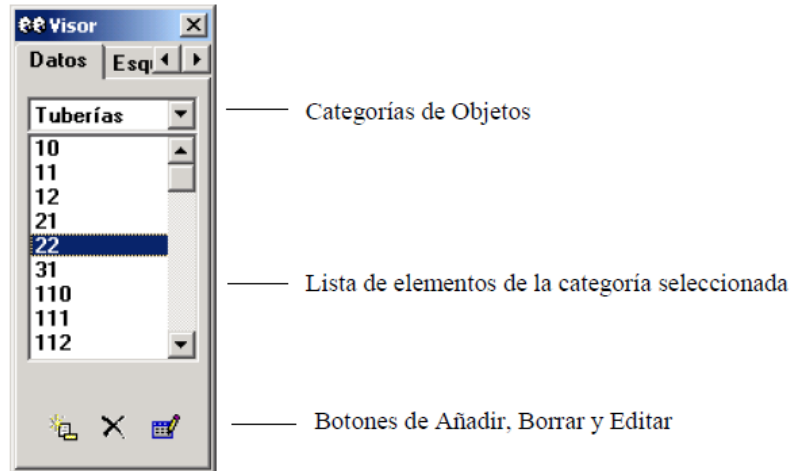 Visor
Datos Esq
Tuberías
Categorías de Objetos
10
11
12
21
22
31
110
111
112
Lista de elementos de la categoría seleccionada
Botones de Añadir, Borrar y Editar